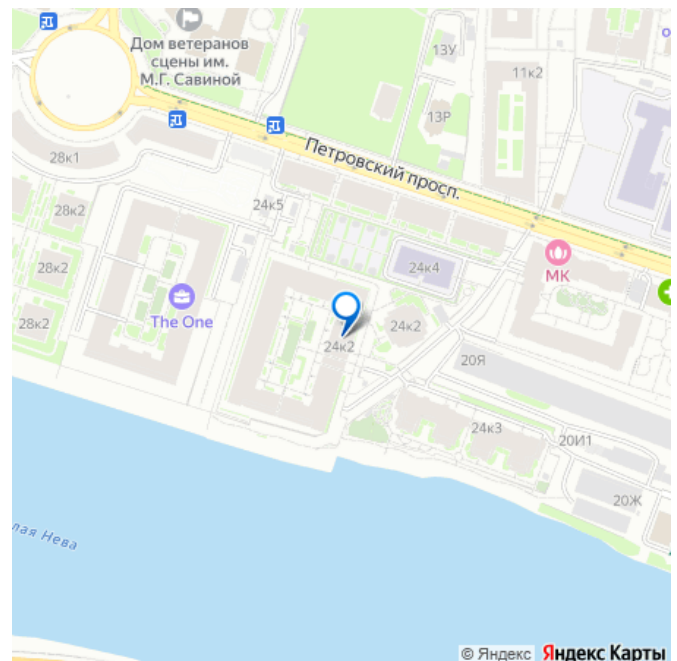 Дом ветеранов
сцены им.
М.Г. Савиной
13У
о
11к2
13Р
28к1
Петровский просп.
28к2
24к5
28к2
24к4
МК
The One
28к2
24к2
24к2
20Я
24к3
20И1
20Ж
лая Нева
© Яндекс Яндекс Карты